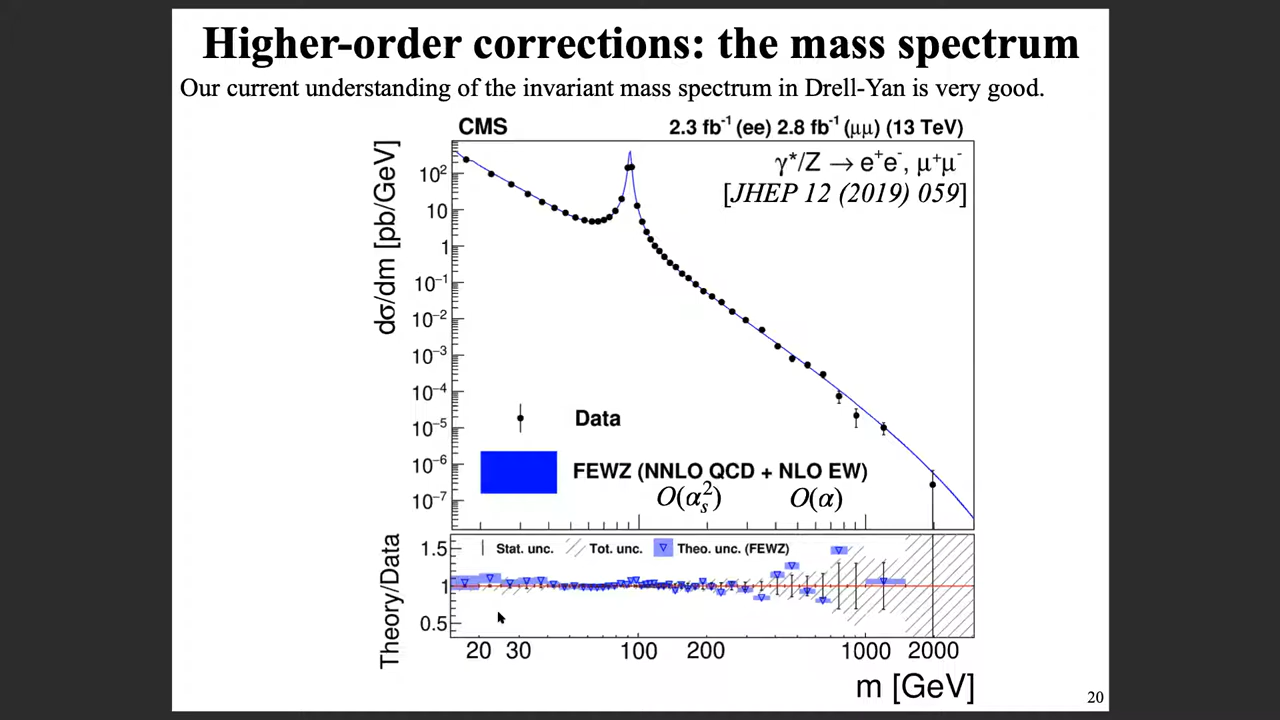 Higher-order corrections: the mass spectrum
Our current understanding of the invariant mass spectrum in Drell-Yan is very good.
CMS 2.3 fb⁻¹ (ee) 2.8 fb⁻¹ (μμ) (13 TeV)
γ*/Z → e⁺e⁻, μ⁺μ⁻
[JHEP 12 (2019) 059]
dσ/dm [pb/GeV]
10²
10
1
10⁻¹
10⁻²
10⁻³
10⁻⁴
10⁻⁵
10⁻⁶
10⁻⁷
Data
FEWZ (NNLO QCD + NLO EW)
O(αₛ²) O(α)
Theory/Data
1.5
1
0.5
Stat. unc. Tot. unc. Theo. unc. (FEWZ)
20 30 100 200 1000 2000
m [GeV]
20